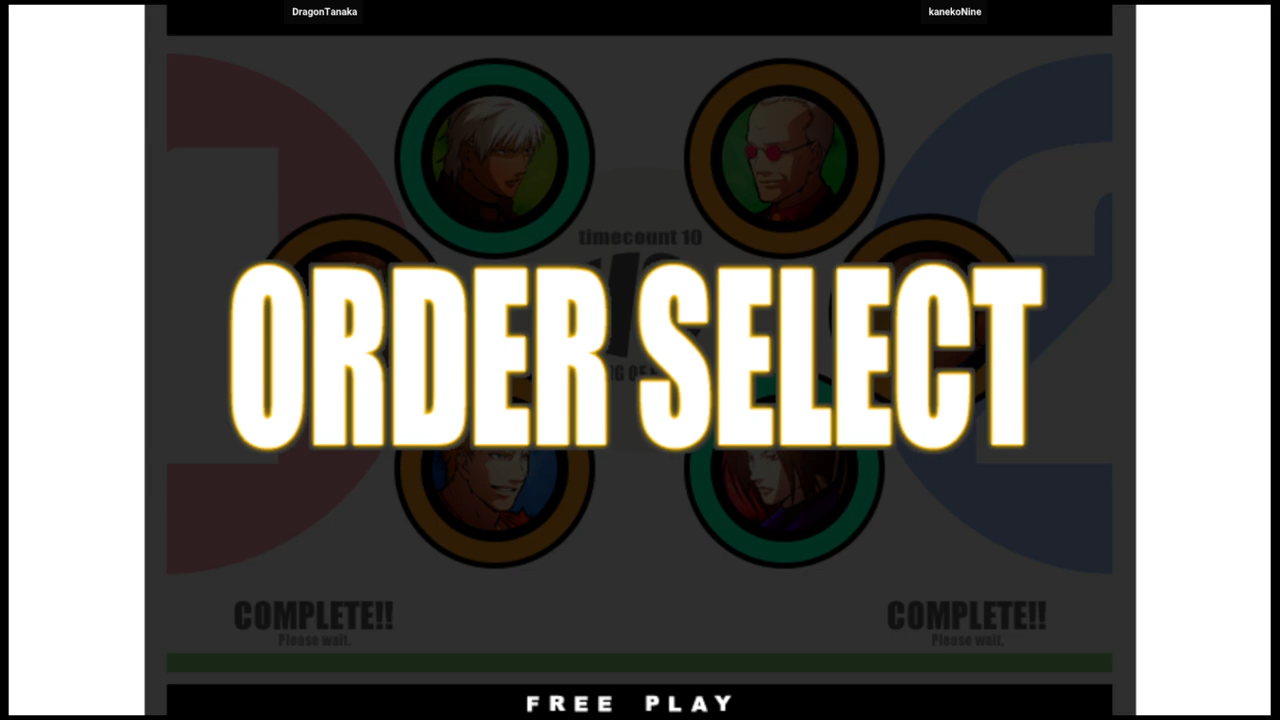 DragonTanaka
kanekoNine
timecount 10
ORDER SELECT
COMPLETE!!
Please wait.
COMPLETE!!
Please wait.
FREE PLAY